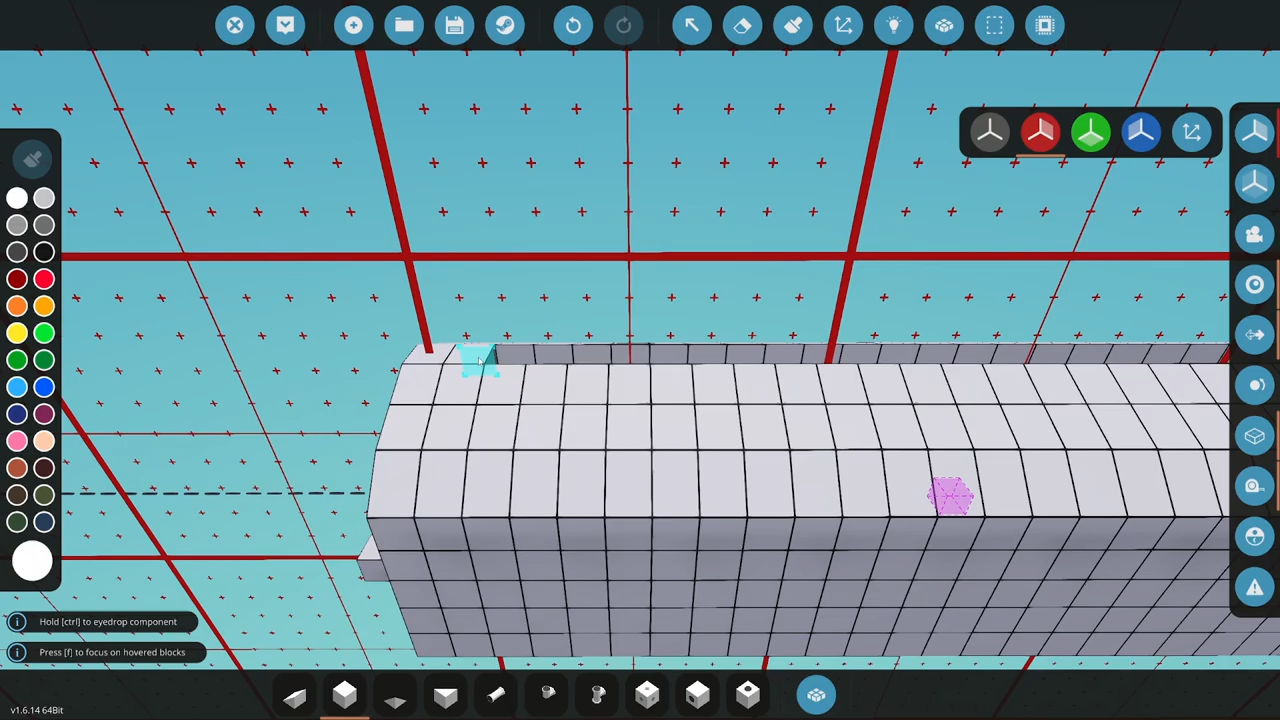 Hold [ctrl] to eyedrop component
Press [f] to focus on hovered blocks
v1.6.14 64Bit